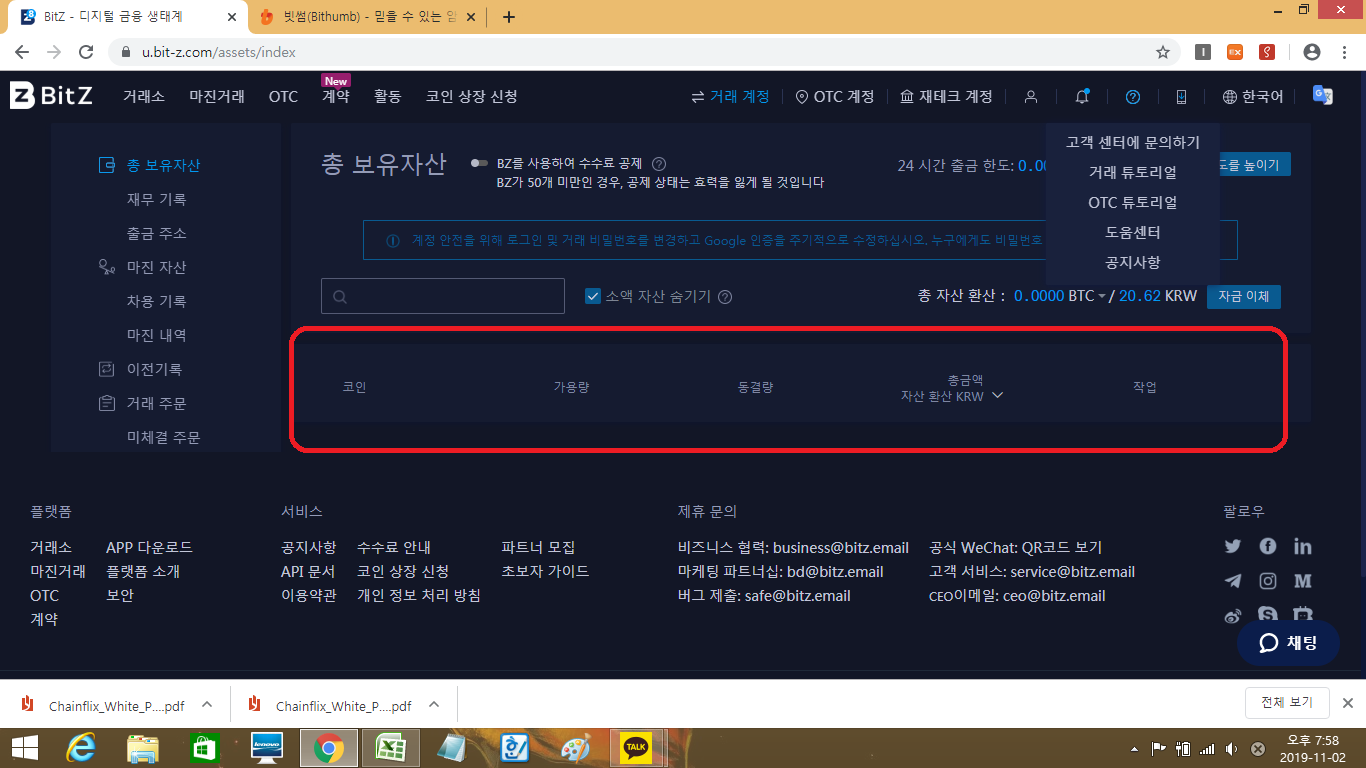 BitZ - 디지털 금융 생태계
빗썸(Bithumb) - 믿을 수 있는 암
u.bit-z.com/assets/index
BitZ 거래소 마진거래 OTC 계약 New 활동 코인 상장 신청 거래 계정 OTC 계정 재테크 계정 한국어
고객 센터에 문의하기
거래 튜토리얼
OTC 튜토리얼
도움센터
공지사항
총 보유자산
재무 기록
출금 주소
마진 자산
차용 기록
마진 내역
이전기록
거래 주문
미체결 주문
총 보유자산
BZ를 사용하여 수수료 공제
BZ가 50개 미만인 경우, 공제 상태는 효력을 잃게 될 것입니다
24 시간 출금 한도: 0.00 도를 높이기
계정 안전을 위해 로그인 및 거래 비밀번호를 변경하고 Google 인증을 주기적으로 수정하십시오. 누구에게도 비밀번호
소액 자산 숨기기
총 자산 환산 : 0.0000 BTC / 20.62 KRW 자금 이체
코인 가용량 동결량 총금액 작업
자산 환산 KRW
플랫폼
거래소 APP 다운로드
마진거래 플랫폼 소개
OTC 보안
계약
서비스
공지사항 수수료 안내 파트너 모집
API 문서 코인 상장 신청 초보자 가이드
이용약관 개인 정보 처리 방침
제휴 문의
비즈니스 협력: business@bitz.email 공식 WeChat: QR코드 보기
마케팅 파트너십: bd@bitz.email 고객 서비스: service@bitz.email
버그 제출: safe@bitz.email CEO이메일: ceo@bitz.email
팔로우
채팅
Chainflix_White_P....pdf
Chainflix_White_P....pdf
전체 보기
lenovo
TALK
오후 7:58
2019-11-02